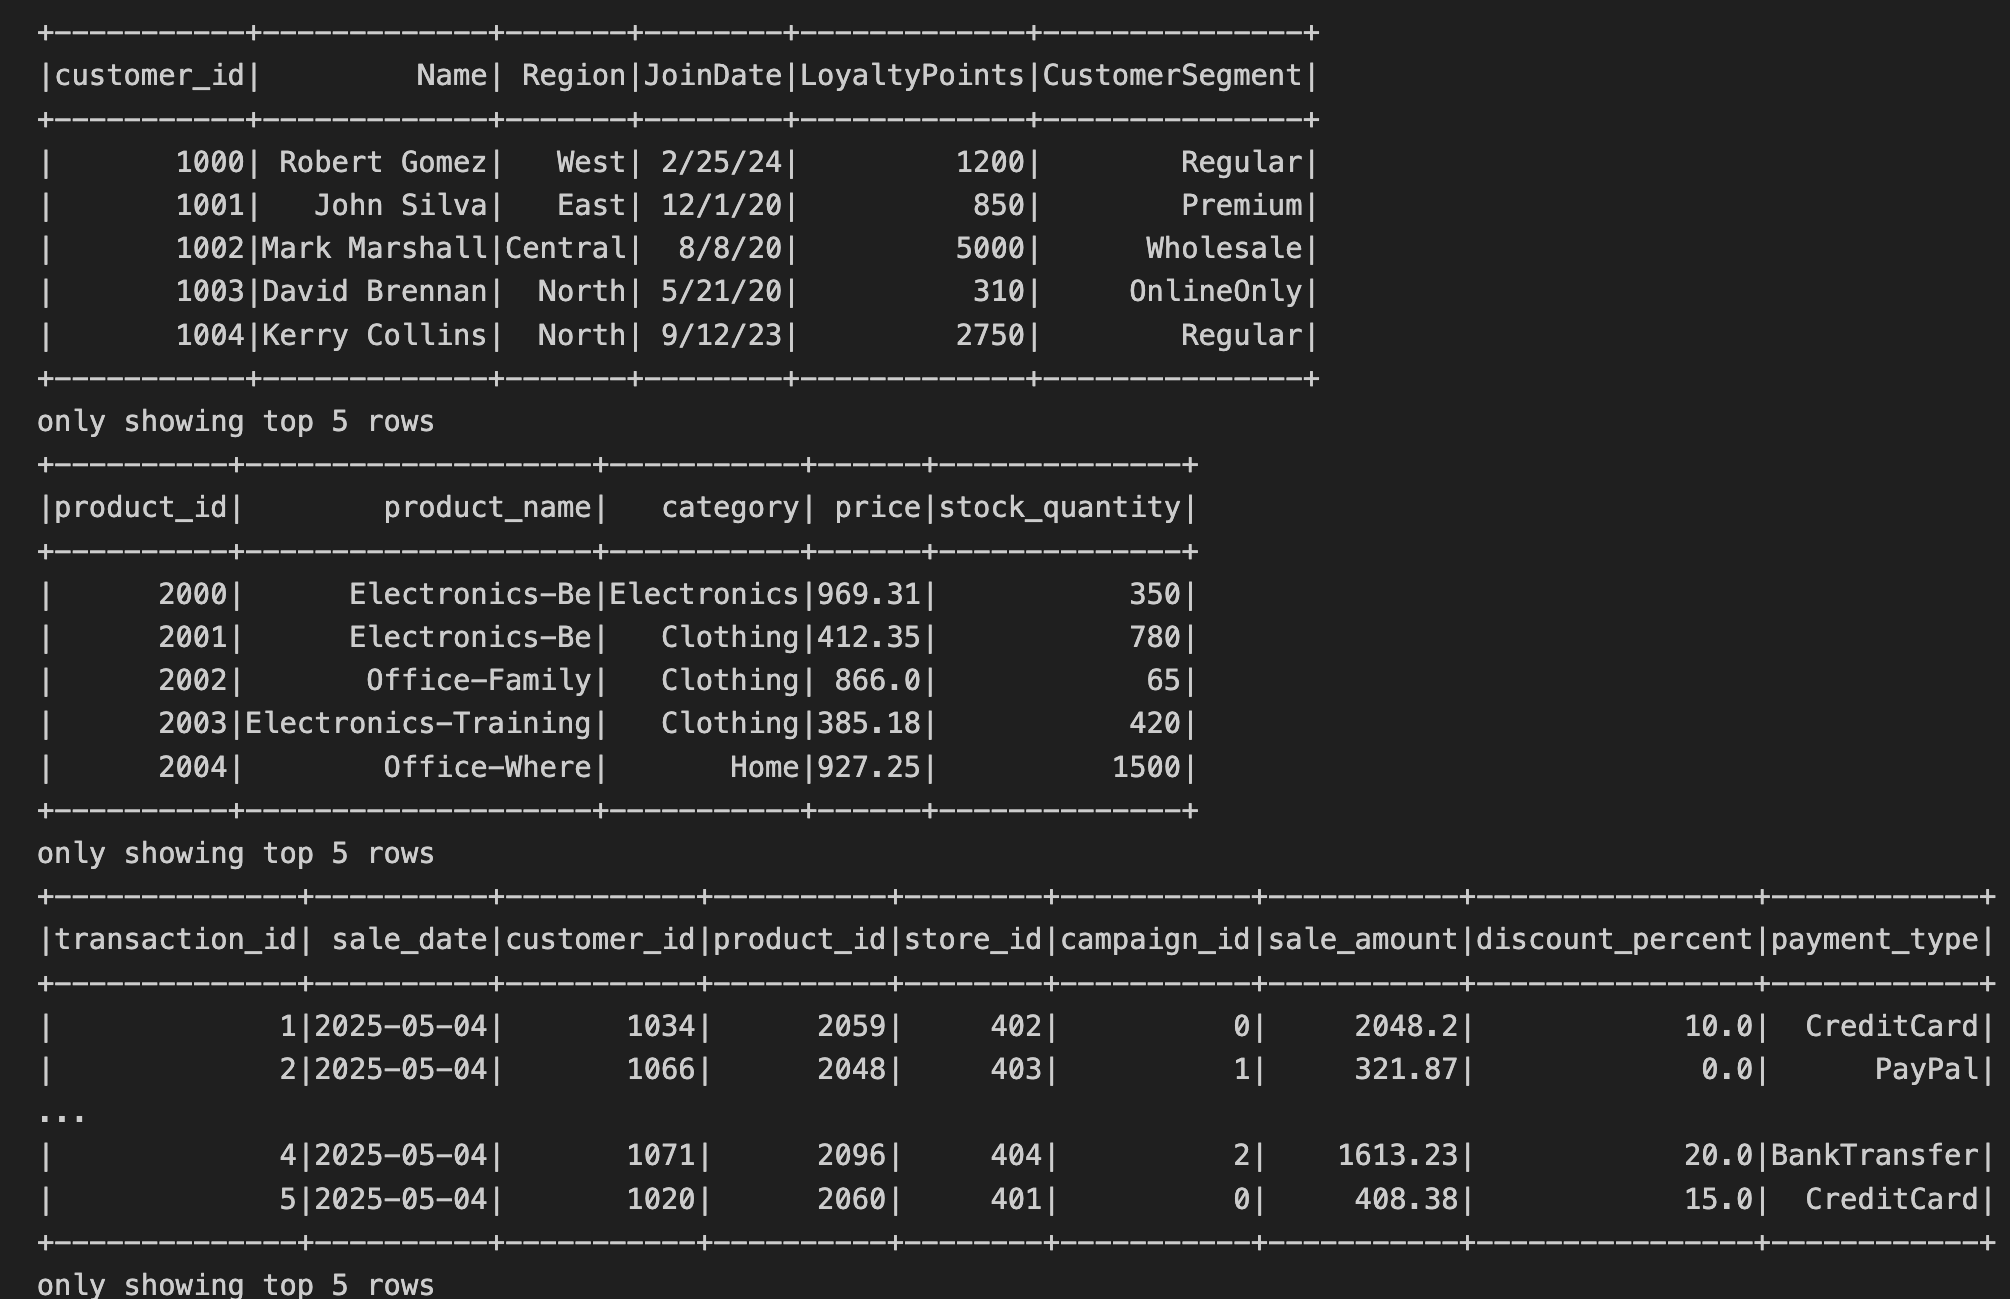 +-----------+-------------+-------+--------+-------------+---------------+
|customer_id|         Name| Region|JoinDate|LoyaltyPoints|CustomerSegment|
+-----------+-------------+-------+--------+-------------+---------------+
|       1000| Robert Gomez|   West| 2/25/24|         1200|        Regular|
|       1001|   John Silva|   East| 12/1/20|          850|        Premium|
|       1002|Mark Marshall|Central|  8/8/20|         5000|      Wholesale|
|       1003|David Brennan|  North| 5/21/20|          310|     OnlineOnly|
|       1004|Kerry Collins|  North| 9/12/23|         2750|        Regular|
+-----------+-------------+-------+--------+-------------+---------------+
only showing top 5 rows
+----------+--------------------+-----------+------+--------------+
|product_id|        product_name|   category| price|stock_quantity|
+----------+--------------------+-----------+------+--------------+
|      2000|      Electronics-Be|Electronics|969.31|           350|
|      2001|      Electronics-Be|   Clothing|412.35|           780|
|      2002|       Office-Family|   Clothing| 866.0|            65|
|      2003|Electronics-Training|   Clothing|385.18|           420|
|      2004|        Office-Where|       Home|927.25|          1500|
+----------+--------------------+-----------+------+--------------+
only showing top 5 rows
+--------------+----------+-----------+----------+--------+-----------+-----------+----------------+------------+
|transaction_id| sale_date|customer_id|product_id|store_id|campaign_id|sale_amount|discount_percent|payment_type|
+--------------+----------+-----------+----------+--------+-----------+-----------+----------------+------------+
|             1|2025-05-04|       1034|      2059|     402|          0|     2048.2|            10.0|  CreditCard|
|             2|2025-05-04|       1066|      2048|     403|          1|     321.87|             0.0|      PayPal|
...
|             4|2025-05-04|       1071|      2096|     404|          2|    1613.23|            20.0|BankTransfer|
|             5|2025-05-04|       1020|      2060|     401|          0|     408.38|            15.0|  CreditCard|
+--------------+----------+-----------+----------+--------+-----------+-----------+----------------+------------+
only showing top 5 rows